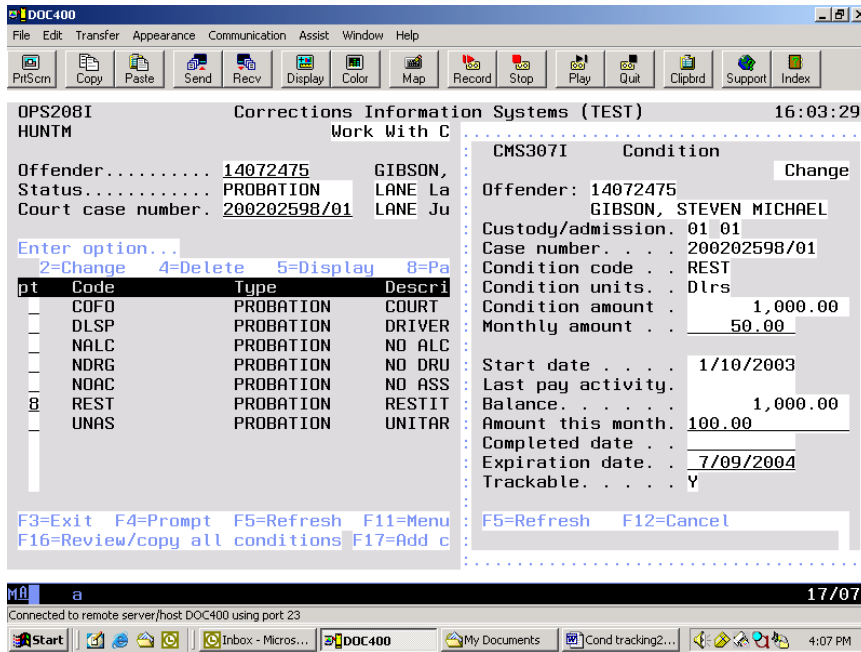 DOC400
File Edit Transfer Appearance Communication Assist Window Help
PrtScrn Copy Paste Send Recv Display Color Map Record Stop Play Quit Clipbrd Support Index
OPS208I Corrections Information Systems (TEST) 16:03:29
HUNTM Work With C
Offender.......... 14072475 GIBSON,
Status............ PROBATION LANE La
Court case number. 200202598/01 LANE Ju
Enter option...
2=Change 4=Delete 5=Display 8=Pa
pt Code Type Descri
COFO PROBATION COURT
DLSP PROBATION DRIVER
NALC PROBATION NO ALC
NDRG PROBATION NO DRU
NOAC PROBATION NO ASS
8 REST PROBATION RESTIT
UNAS PROBATION UNITAR
F3=Exit F4=Prompt F5=Refresh F11=Menu
F16=Review/copy all conditions F17=Add c
CMS307I Condition
Change
Offender: 14072475
GIBSON, STEVEN MICHAEL
Custody/admission. 01 01
Case number. . . . 200202598/01
Condition code . . REST
Condition units. . Dlrs
Condition amount . 1,000.00
Monthly amount . . 50.00
Start date . . . . 1/10/2003
Last pay activity.
Balance. . . . . . 1,000.00
Amount this month. 100.00
Completed date . .
Expiration date. . 7/09/2004
Trackable. . . . . Y
F5=Refresh F12=Cancel
MA a 17/07
Connected to remote server/host DOC400 using port 23
Start Inbox - Micros... DOC400 My Documents Cond tracking2... 4:07 PM